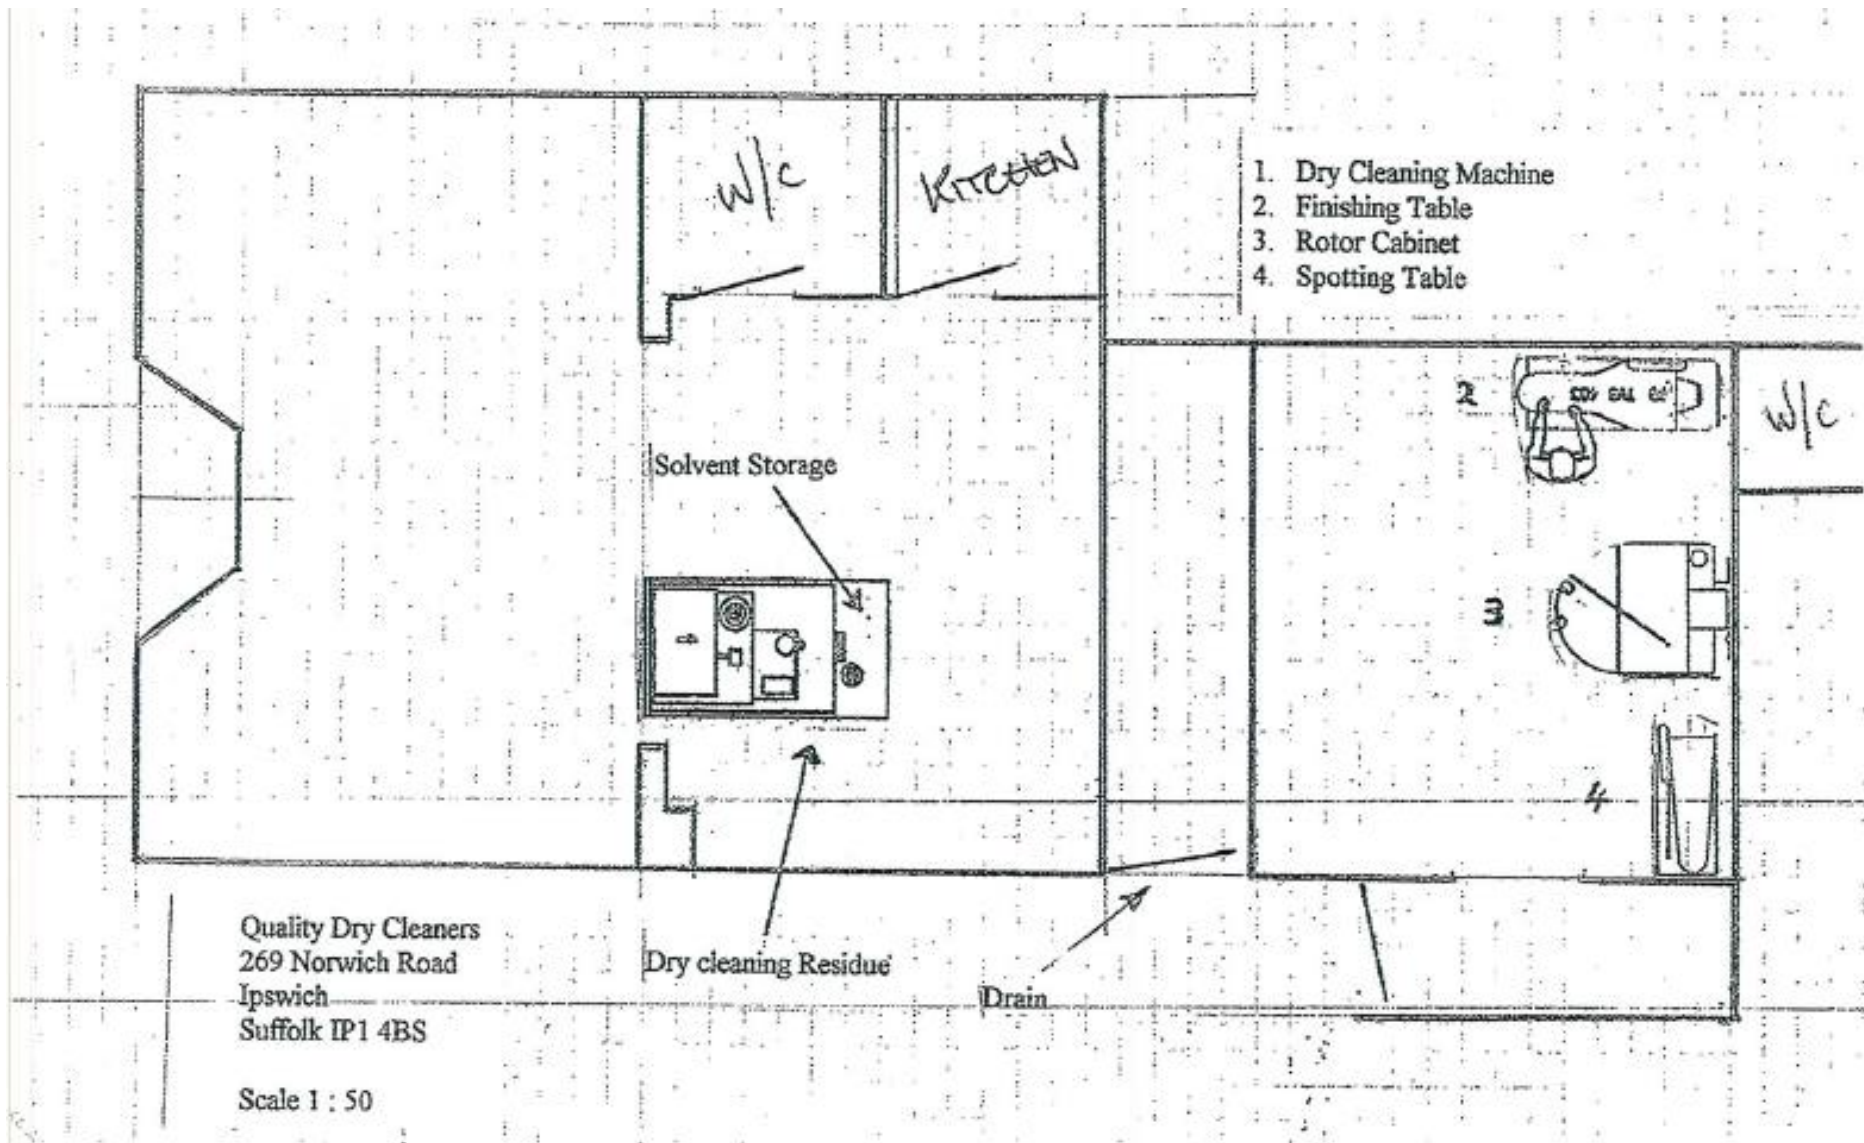 W/C
KITCHEN
1. Dry Cleaning Machine
2. Finishing Table
3. Rotor Cabinet
4. Spotting Table
2
W/C
Solvent Storage
1
3
4
Quality Dry Cleaners
269 Norwich Road
Ipswich
Suffolk IP1 4BS
Scale 1 : 50
Dry cleaning Residue
Drain